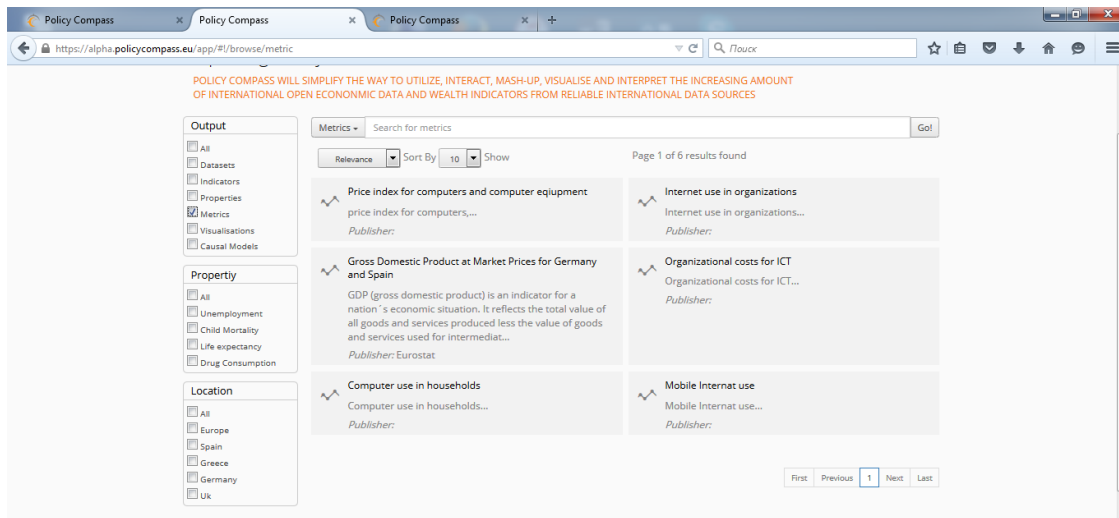 Policy Compass
Policy Compass
Policy Compass
https://alpha.policycompass.eu/app/#!/browse/metric
Поиск
POLICY COMPASS WILL SIMPLIFY THE WAY TO UTILIZE, INTERACT, MASH-UP, VISUALISE AND INTERPRET THE INCREASING AMOUNT
OF INTERNATIONAL OPEN ECONONMIC DATA AND WEALTH INDICATORS FROM RELIABLE INTERNATIONAL DATA SOURCES
Output
All
Datasets
Indicators
Properties
Metrics
Visualisations
Causal Models
Propertiy
All
Unemployment
Child Mortality
Life expectancy
Drug Consumption
Location
All
Europe
Spain
Greece
Germany
Uk
Metrics
Search for metrics
Go!
Relevance
Sort By
10
Show
Page 1 of 6 results found
Price index for computers and computer eqiupment
price index for computers,...
Publisher:
Internet use in organizations
Internet use in organizations...
Publisher:
Gross Domestic Product at Market Prices for Germany
and Spain
GDP (gross domestic product) is an indicator for a
nation´s economic situation. It reflects the total value of
all goods and services produced less the value of goods
and services used for intermediat...
Publisher: Eurostat
Organizational costs for ICT
Organizational costs for ICT...
Publisher:
Computer use in households
Computer use in households...
Publisher:
Mobile Internat use
Mobile Internat use...
Publisher:
First Previous 1 Next Last